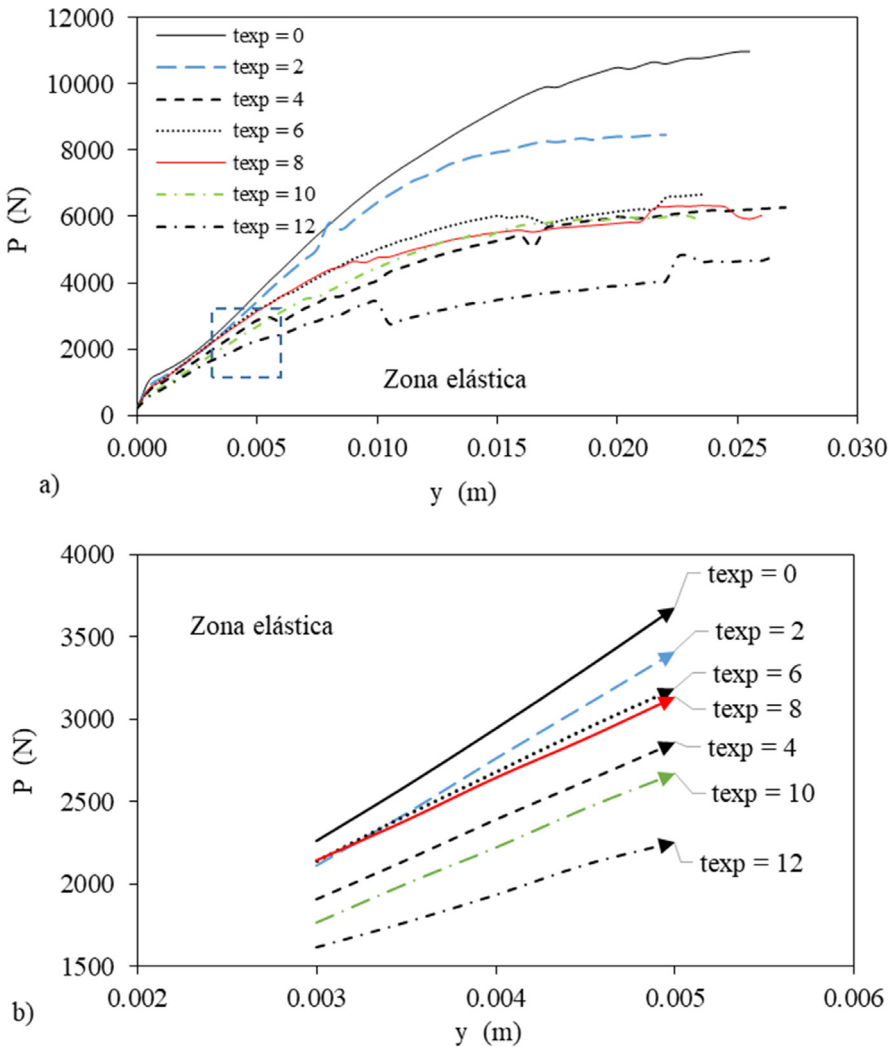 12000
10000
8000
6000
4000
2000
0
P (N)
texp = 0
texp = 2
texp = 4
texp = 6
texp = 8
texp = 10
texp = 12
Zona elástica
0.000 0.005 0.010 0.015 0.020 0.025 0.030
a)
y (m)
4000
3500
3000
2500
2000
1500
P (N)
Zona elástica
texp = 0
texp = 2
texp = 6
texp = 8
texp = 4
texp = 10
texp = 12
0.002 0.003 0.004 0.005 0.006
b)
y (m)